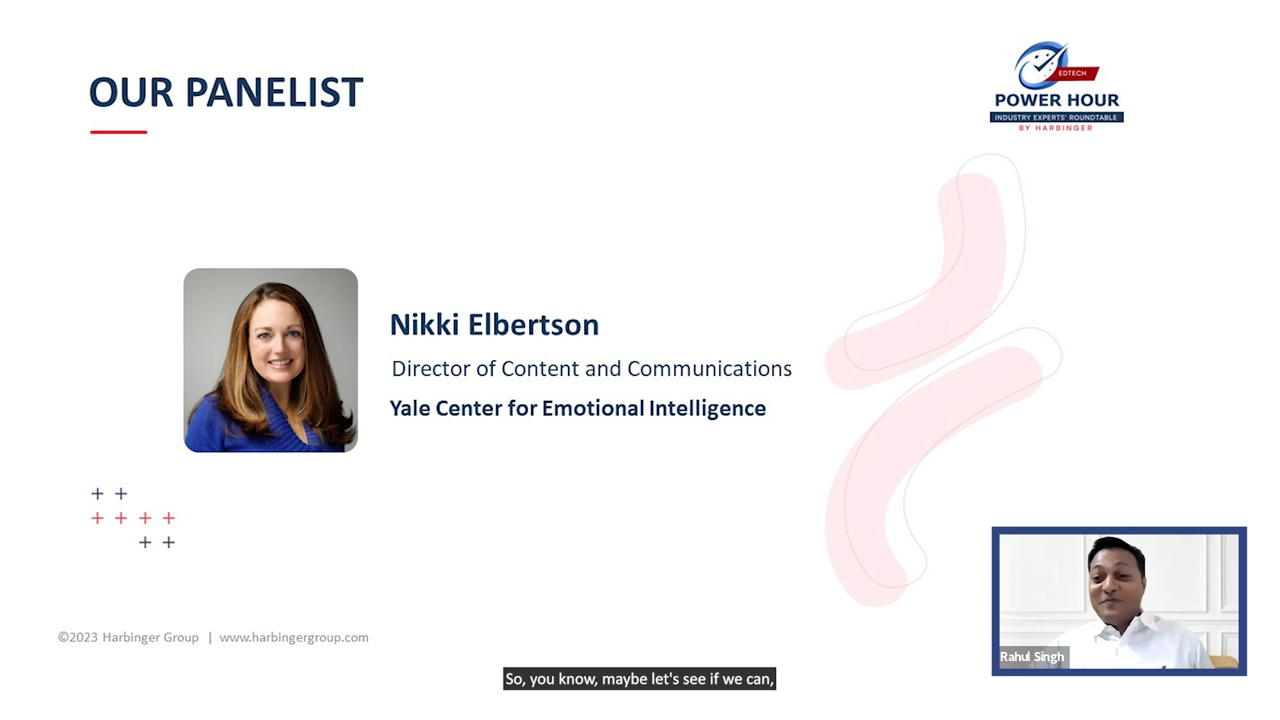 OUR PANELIST
EDTECH
POWER HOUR
INDUSTRY EXPERTS' ROUNDTABLE
BY HARBINGER
Nikki Elbertson
Director of Content and Communications
Yale Center for Emotional Intelligence
Rahul Singh
©2023 Harbinger Group | www.harbingergroup.com
So, you know, maybe let's see if we can,